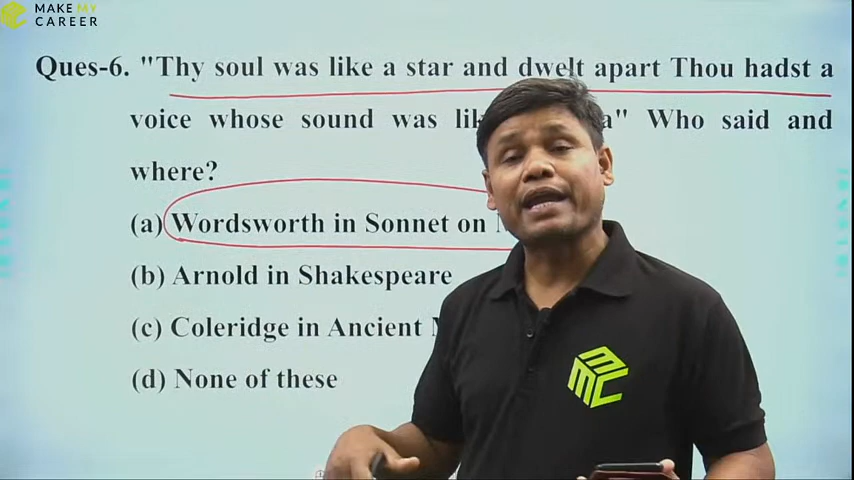 MAKE MY
CAREER
Ques-6. "Thy soul was like a star and dwelt apart Thou hadst a
voice whose sound was a" Who said and
where?
(a) Wordsworth in Sonnet on
(b) Arnold in Shakespeare
(c) Coleridge in Ancient
(d) None of these
MMC